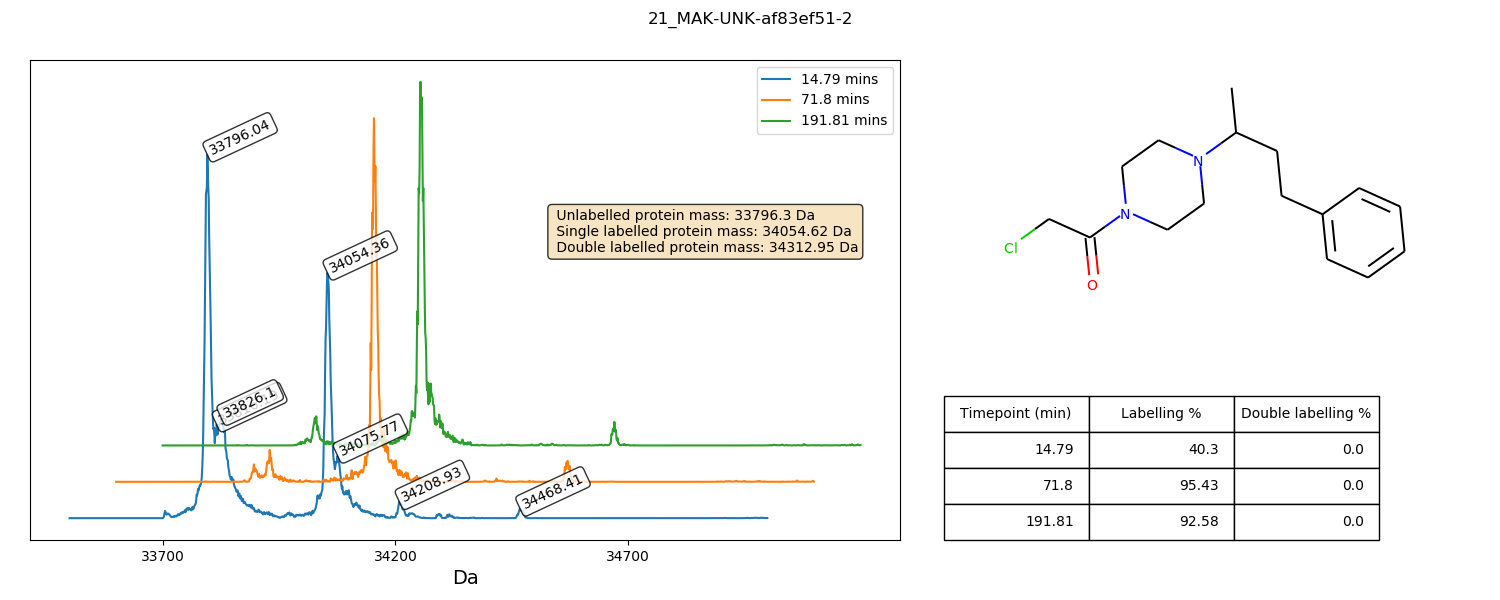 21_MAK-UNK-af83ef51-2
14.79 mins
71.8 mins
191.81 mins
33796.04
34054.36
33826.1
34075.77
34208.93
34468.41
Unlabelled protein mass: 33796.3 Da
Single labelled protein mass: 34054.62 Da
Double labelled protein mass: 34312.95 Da
33700 34200 34700
Da
N
N
Cl
O
Timepoint (min) Labelling % Double labelling %
14.79 40.3 0.0
71.8 95.43 0.0
191.81 92.58 0.0